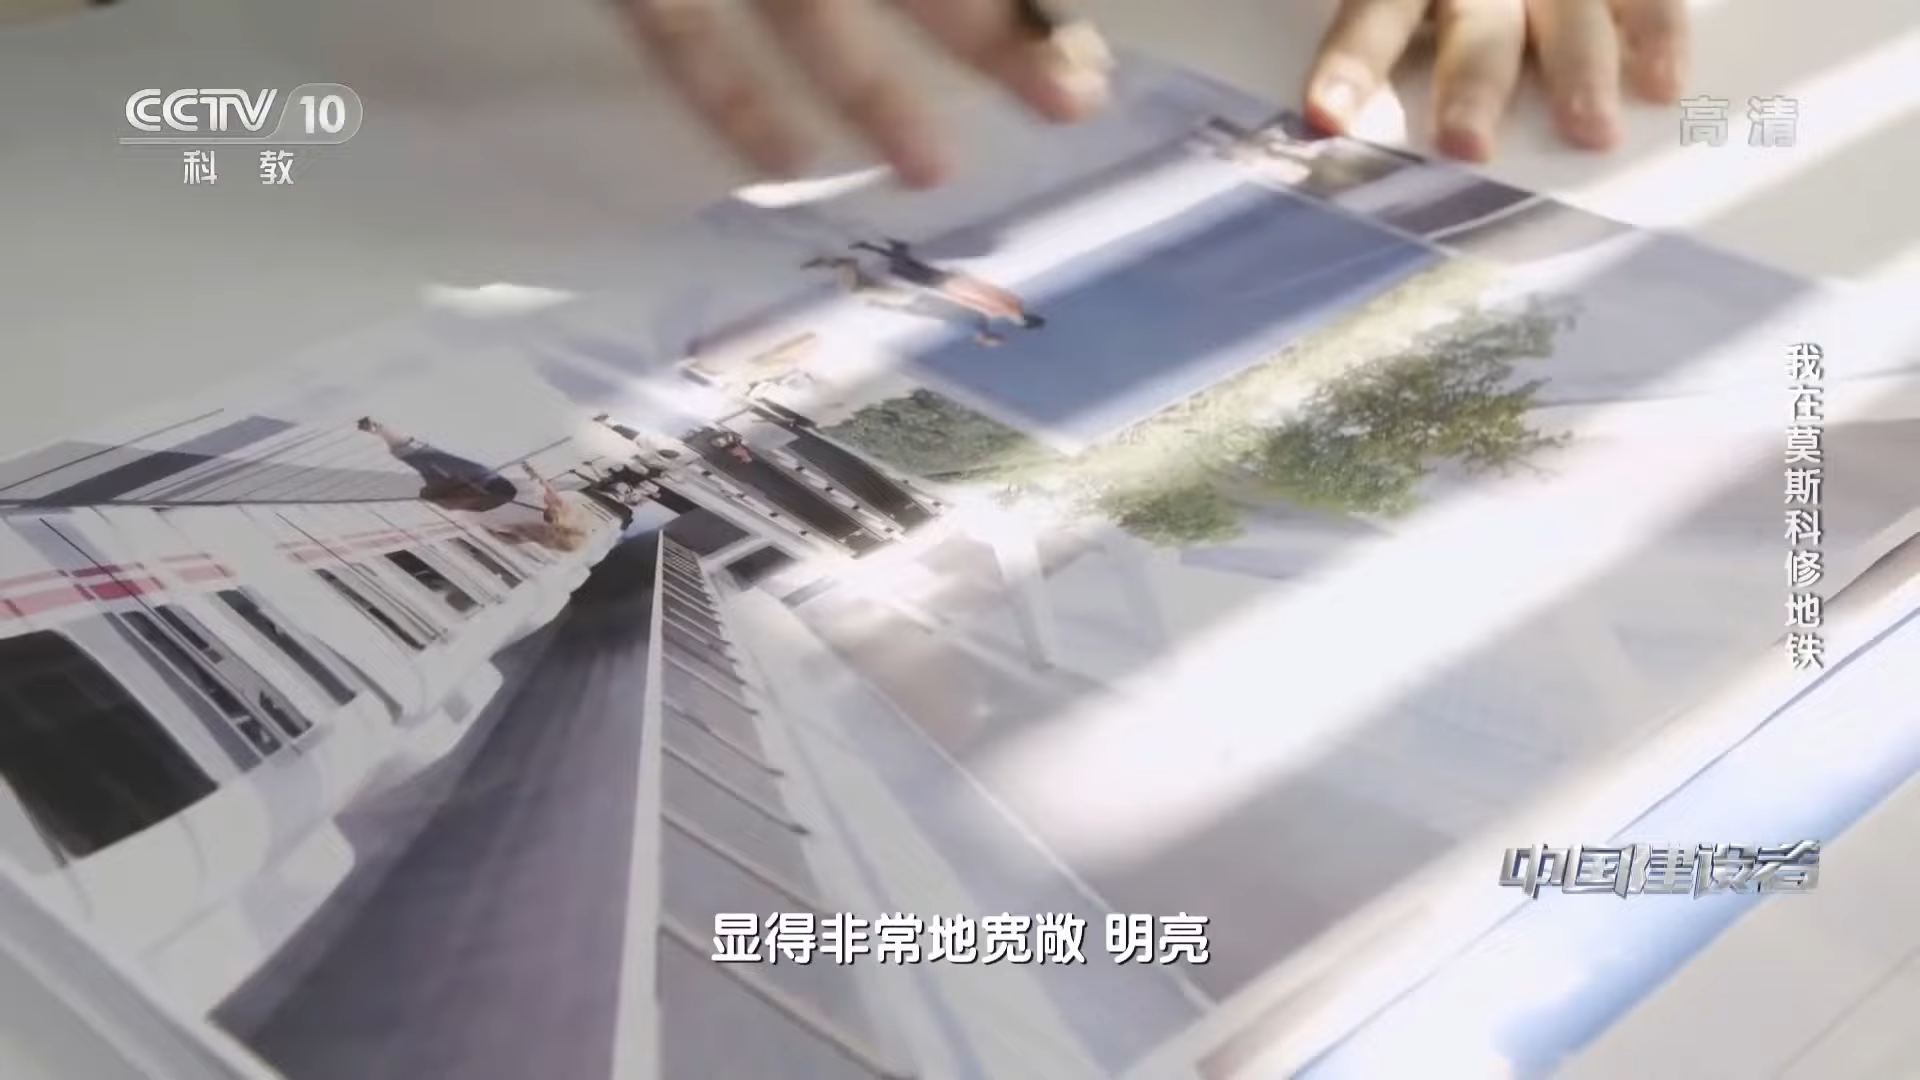 CCTV 10
科 教
高清
我在莫斯科修地铁
中国建设者
显得非常地宽敞 明亮